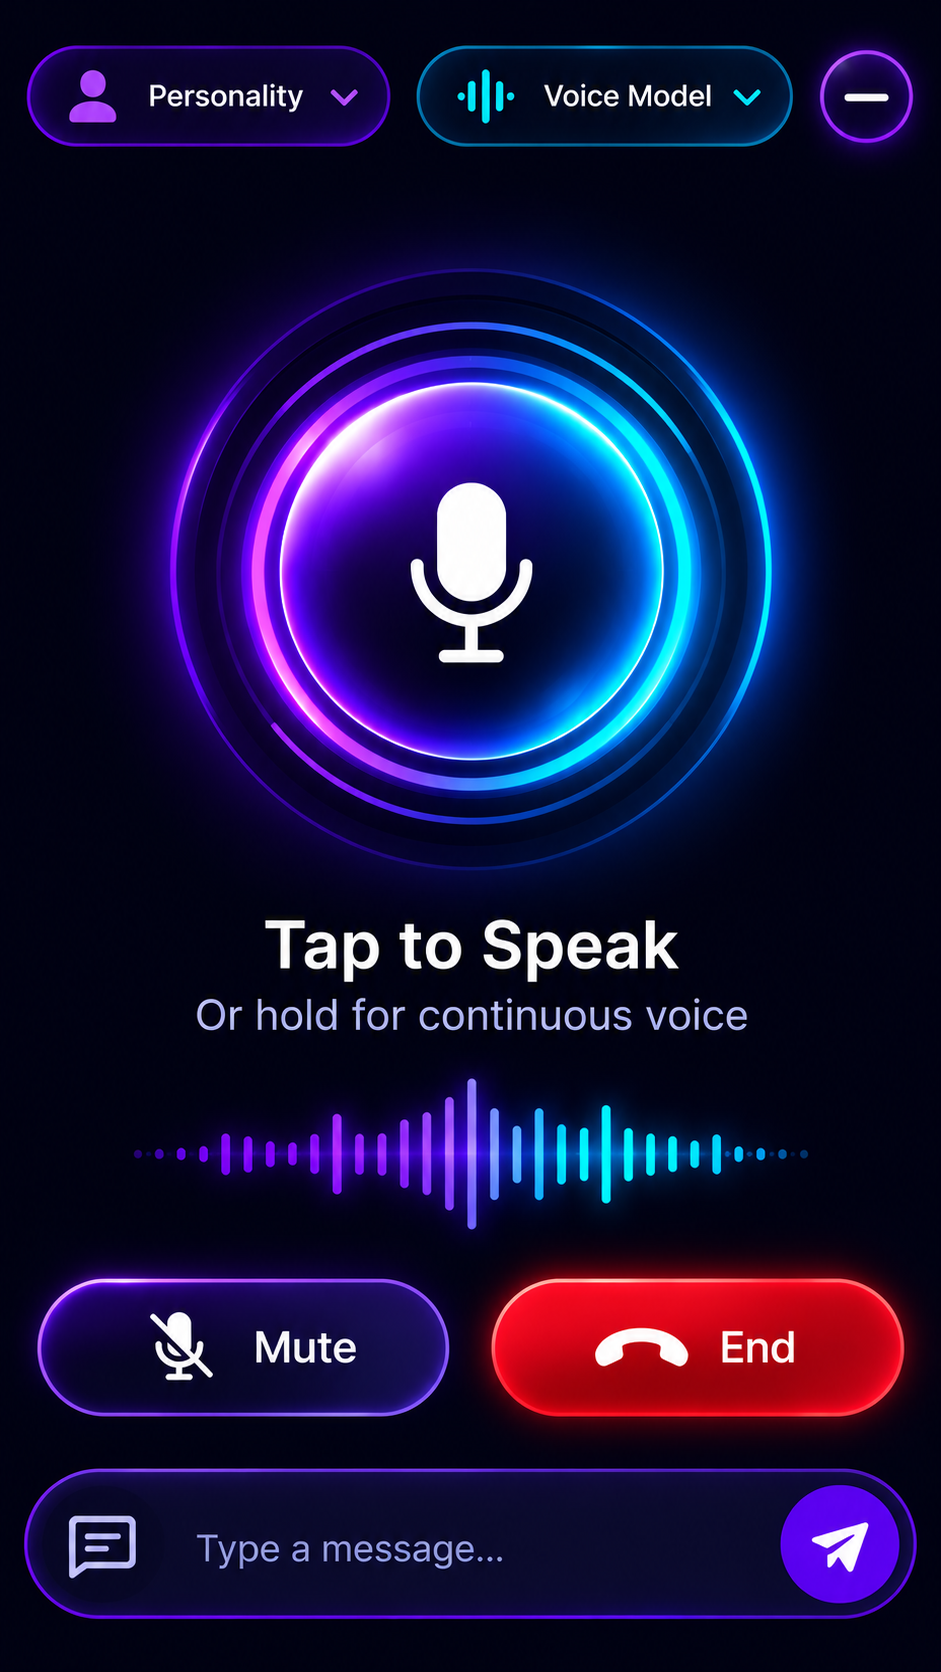 Personality
Voice Model
Tap to Speak
Or hold for continuous voice
Mute
End
Type a message...